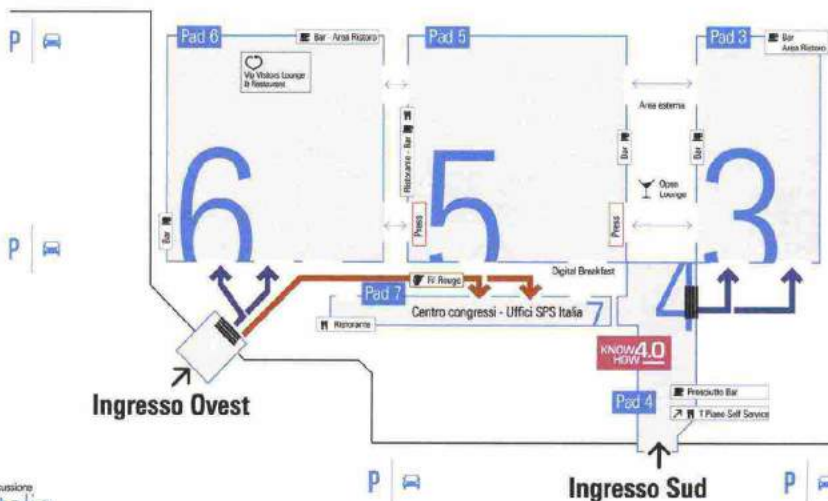 P
Pad 6
Bar - Area Ristoro
Vip Visitors Lounge
& Restaurant
6
Bar
Pad 5
Ristorante - Bar
Press
5
Bar
Press
Area esterna
Open
Lounge
Pad 3
Bar
Area Ristoro
Bar
3
P
Digital Breakfast
4
Fil Rouge
Pad 7
Centro congressi - Uffici SPS Italia
7
Ristorante
KNOW
HOW 4.0
Pad 4
Prosciutto Bar
1° Piano Self Service
Ingresso Ovest
Ingresso Sud
P
P
cussione